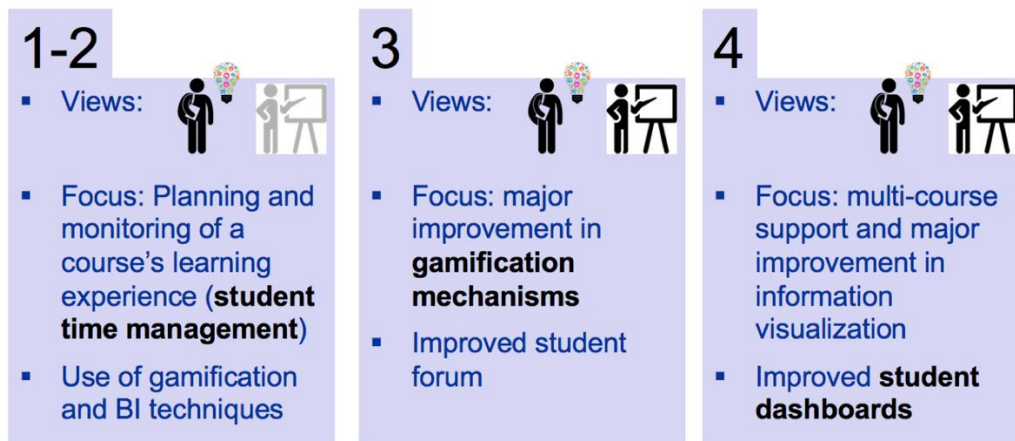 1-2
▪ Views:
▪ Focus: Planning and
monitoring of a
course's learning
experience (student
time management)
▪ Use of gamification
and BI techniques
3
▪ Views:
▪ Focus: major
improvement in
gamification
mechanisms
▪ Improved student
forum
4
▪ Views:
▪ Focus: multi-course
support and major
improvement in
information
visualization
▪ Improved student
dashboards